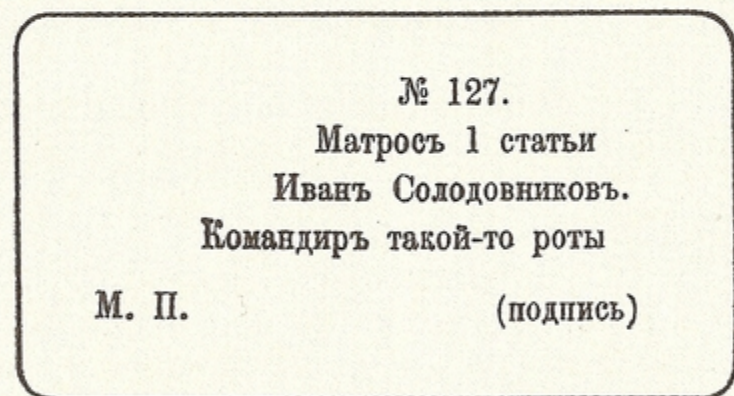 № 127.
Матросъ 1 статьи
Иванъ Солодовниковъ.
Командиръ такой-то роты
М. П. (подпись)